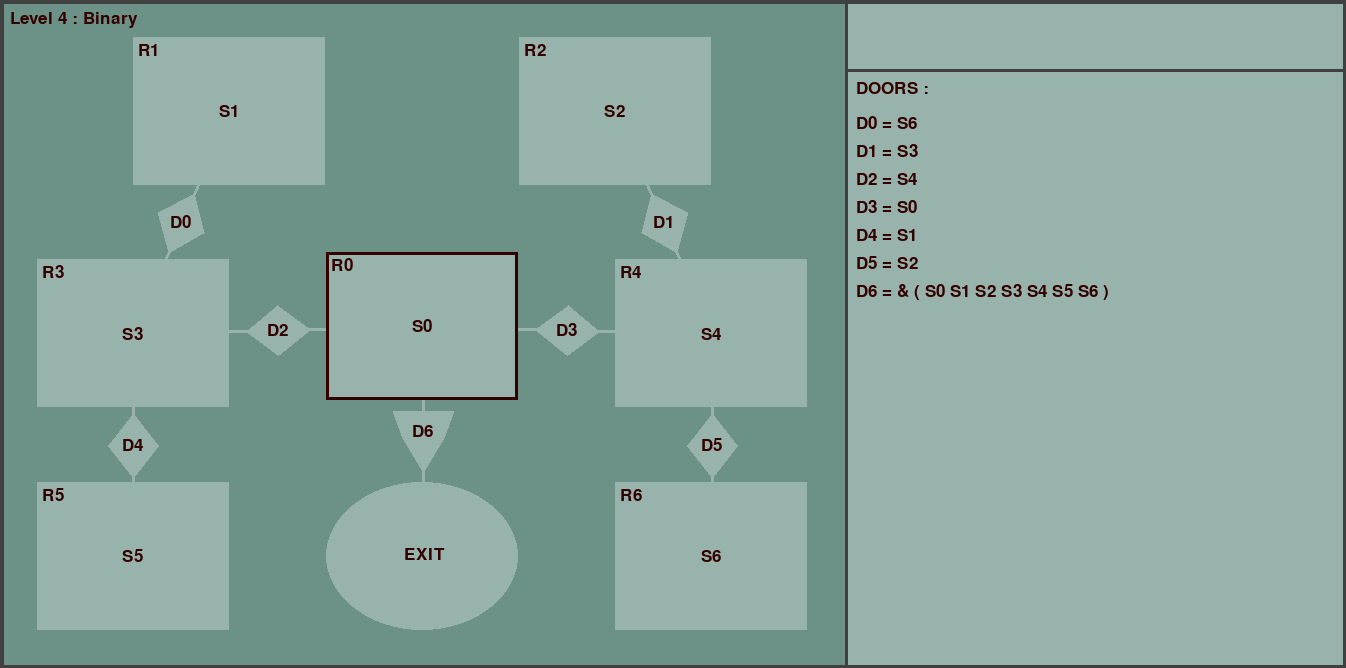 Level 4 : Binary
R1
S1
R2
S2
D0
D1
R3
S3
D2
R0
S0
D3
R4
S4
D4
D6
D5
R5
S5
EXIT
R6
S6
DOORS :
D0 = S6
D1 = S3
D2 = S4
D3 = S0
D4 = S1
D5 = S2
D6 = & ( S0 S1 S2 S3 S4 S5 S6 )